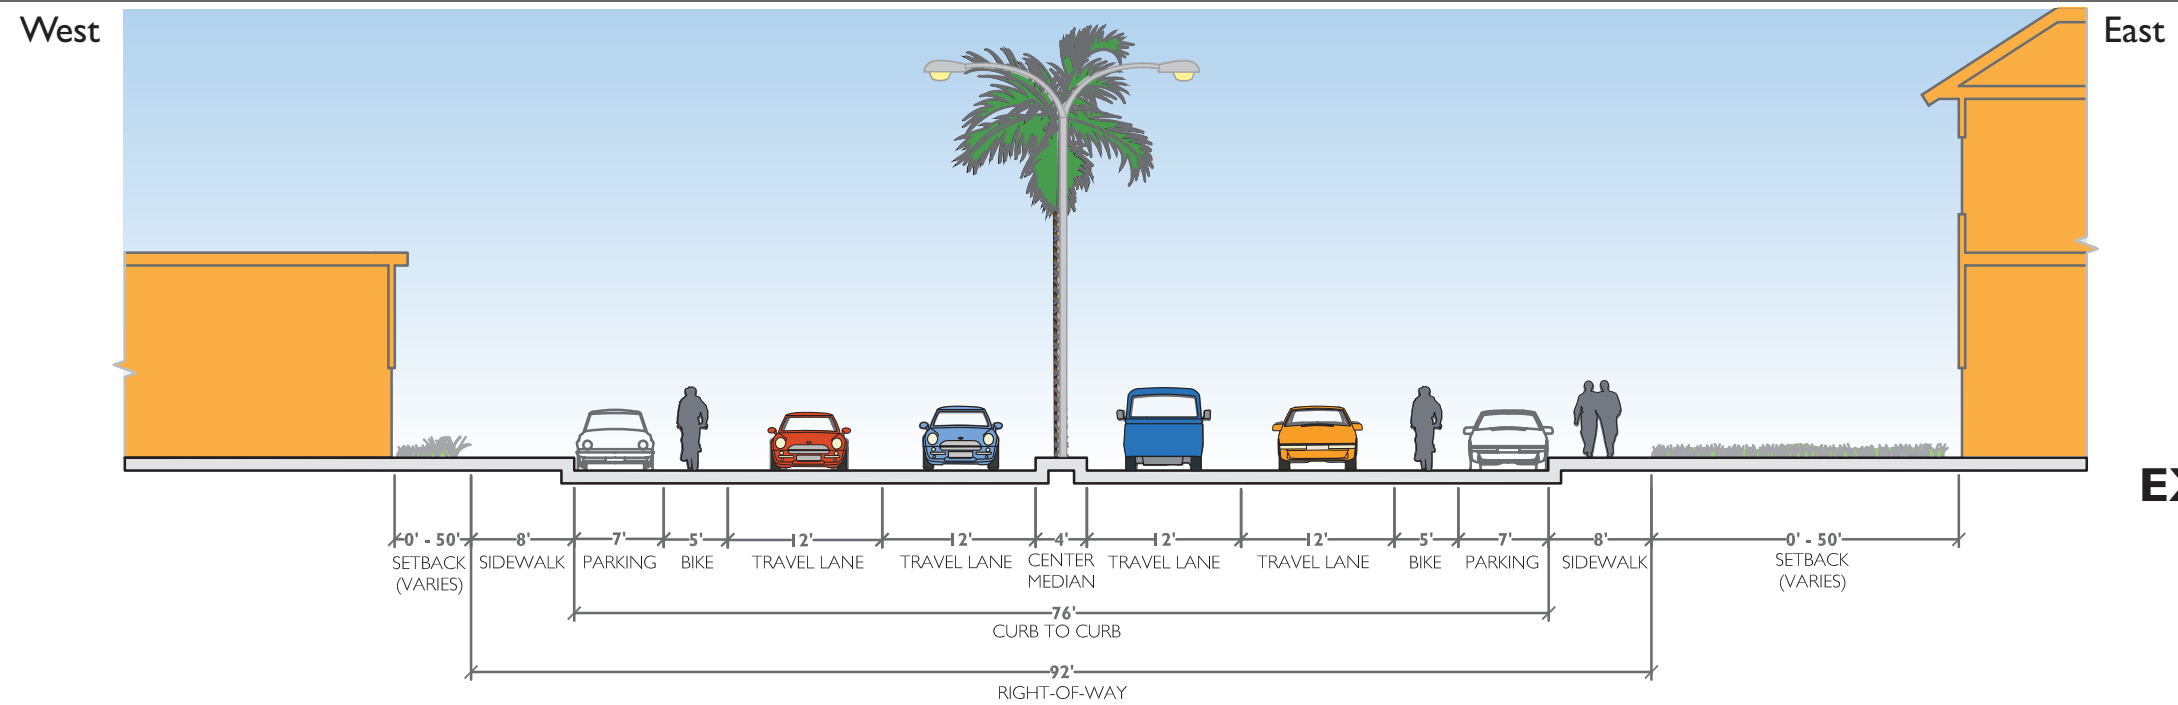 West
East
EX
0' - 50' 8' 7' 5' 12' 12' 4' 12' 12' 5' 7' 8' 0' - 50'
SETBACK SIDEWALK PARKING BIKE TRAVEL LANE TRAVEL LANE CENTER TRAVEL LANE TRAVEL LANE BIKE PARKING SIDEWALK SETBACK
(VARIES) MEDIAN (VARIES)
76'
CURB TO CURB
92'
RIGHT-OF-WAY